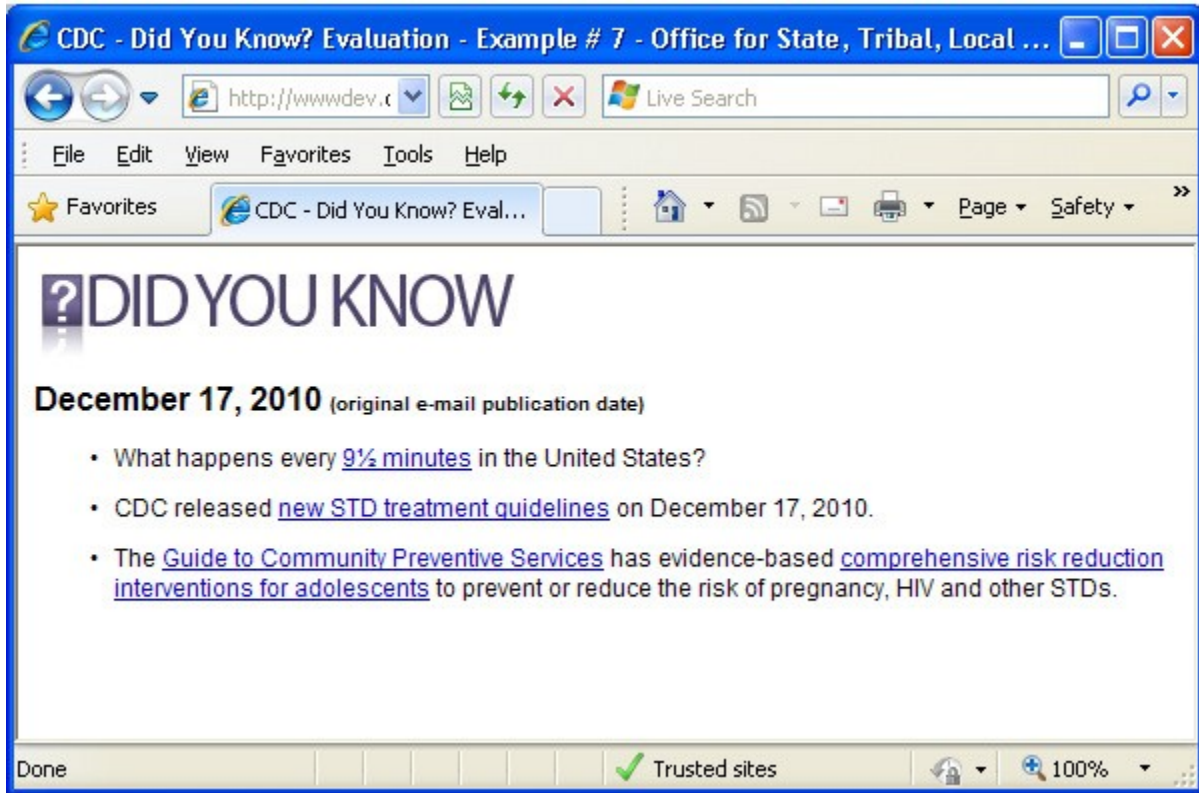 CDC - Did You Know? Evaluation - Example # 7 - Office for State, Tribal, Local ...
http://wwwdev.c Live Search
File Edit View Favorites Tools Help
Favorites CDC - Did You Know? Eval... Page Safety »
? DID YOU KNOW
December 17, 2010 (original e-mail publication date)
• What happens every 9½ minutes in the United States?
• CDC released new STD treatment guidelines on December 17, 2010.
• The Guide to Community Preventive Services has evidence-based comprehensive risk reduction
interventions for adolescents to prevent or reduce the risk of pregnancy, HIV and other STDs.
Done Trusted sites 100%